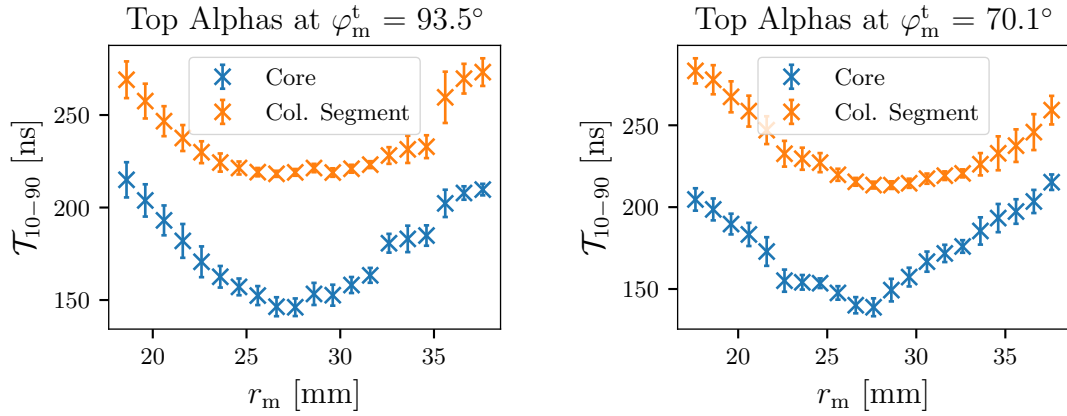 Top Alphas at φ_m^t = 93.5°
Core
Col. Segment
250
200
150
𝒯_10−90 [ns]
20 25 30 35
r_m [mm]
Top Alphas at φ_m^t = 70.1°
Core
Col. Segment
250
200
150
𝒯_10−90 [ns]
20 25 30 35
r_m [mm]